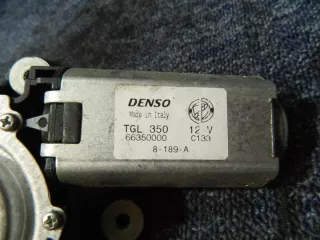 DENSO
Made in Italy
TGL 350 12 V
66350000 C133
8-189-A